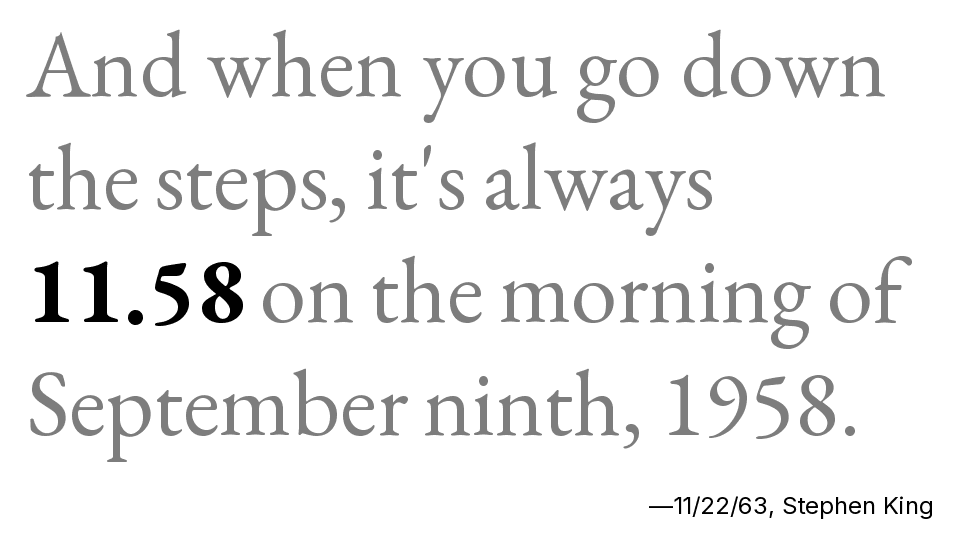 And when you go down
the steps, it's always
11.58 on the morning of
September ninth, 1958.
—11/22/63, Stephen King